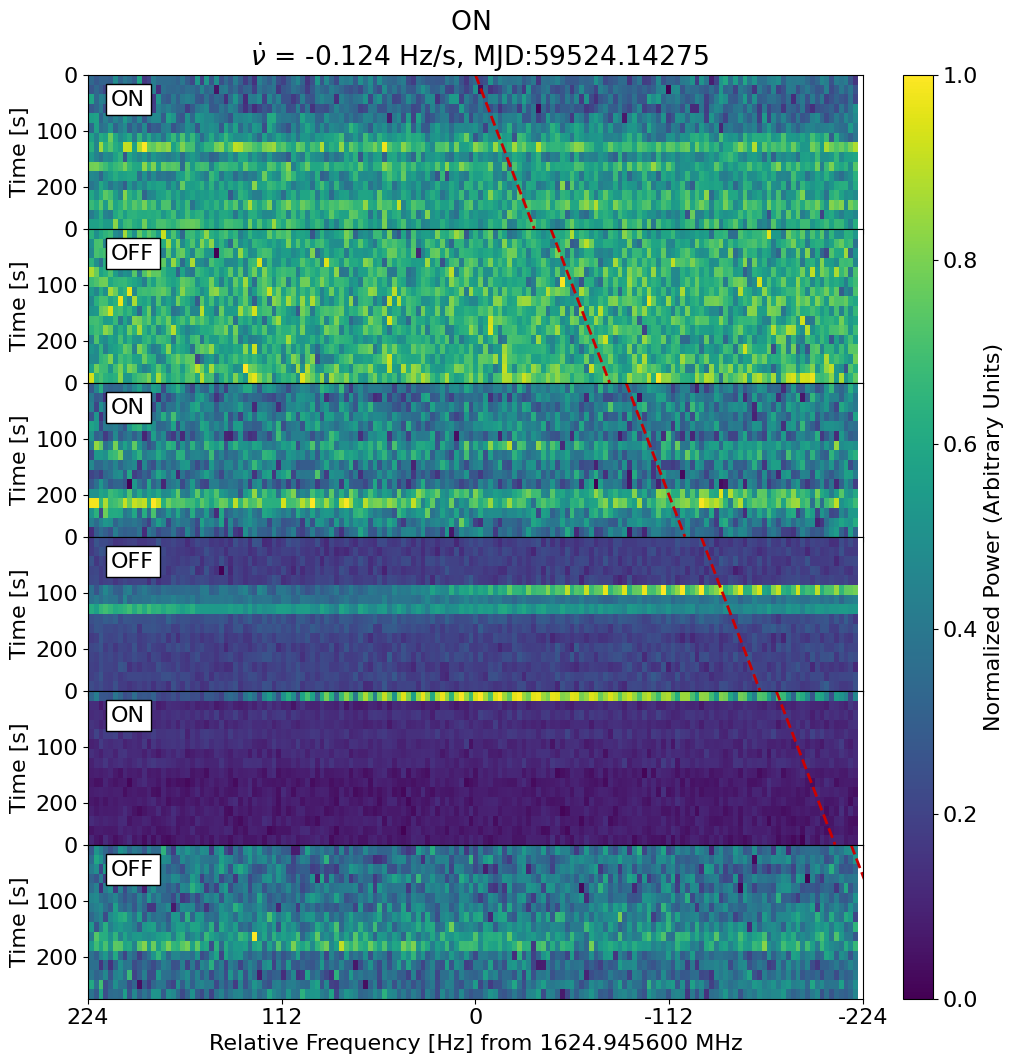 ON
ν̇ = -0.124 Hz/s, MJD:59524.14275
0
ON
100
Time [s]
200
0
OFF
100
Time [s]
200
0
ON
100
Time [s]
200
0
OFF
100
Time [s]
200
0
ON
100
Time [s]
200
0
OFF
100
Time [s]
200
224 112 0 -112 -224
Relative Frequency [Hz] from 1624.945600 MHz
1.0
0.8
0.6
0.4
0.2
0.0
Normalized Power (Arbitrary Units)